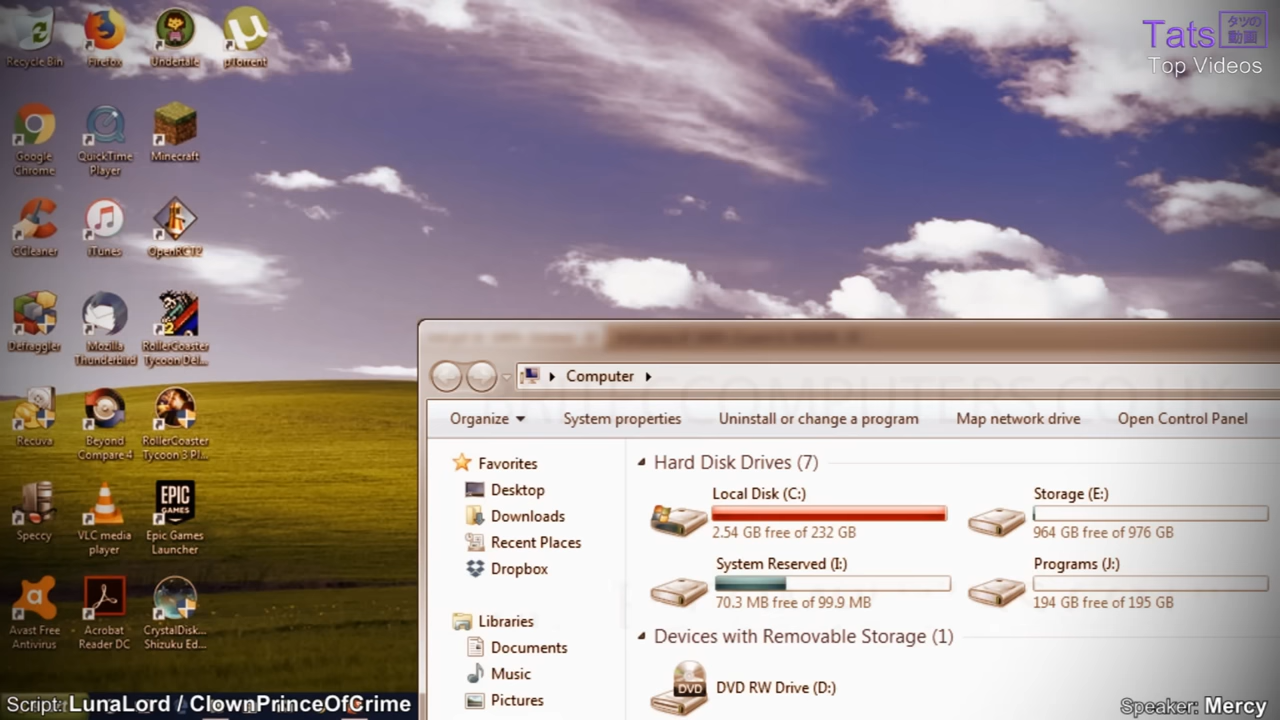 Recycle Bin
Firefox
Undertale
µTorrent
Tats
タツの
動画
Top Videos
Google
Chrome
QuickTime
Player
Minecraft
CCleaner
iTunes
OpenRCT2
Defraggler
Mozilla
Thunderbird
RollerCoaster
Tycoon Del...
Recuva
Beyond
Compare 4
RollerCoaster
Tycoon 3 Pl...
Speccy
VLC media
player
EPIC
GAMES
Epic Games
Launcher
Avast Free
Antivirus
Acrobat
Reader DC
CrystalDisk...
Shizuku Ed...
Computer
Organize
System properties
Uninstall or change a program
Map network drive
Open Control Panel
Favorites
Desktop
Downloads
Recent Places
Dropbox
Libraries
Documents
Music
Pictures
Hard Disk Drives (7)
Local Disk (C:)
2.54 GB free of 232 GB
Storage (E:)
964 GB free of 976 GB
System Reserved (I:)
70.3 MB free of 99.9 MB
Programs (J:)
194 GB free of 195 GB
Devices with Removable Storage (1)
DVD
DVD RW Drive (D:)
Script: LunaLord / ClownPrinceOfCrime
Speaker: Mercy